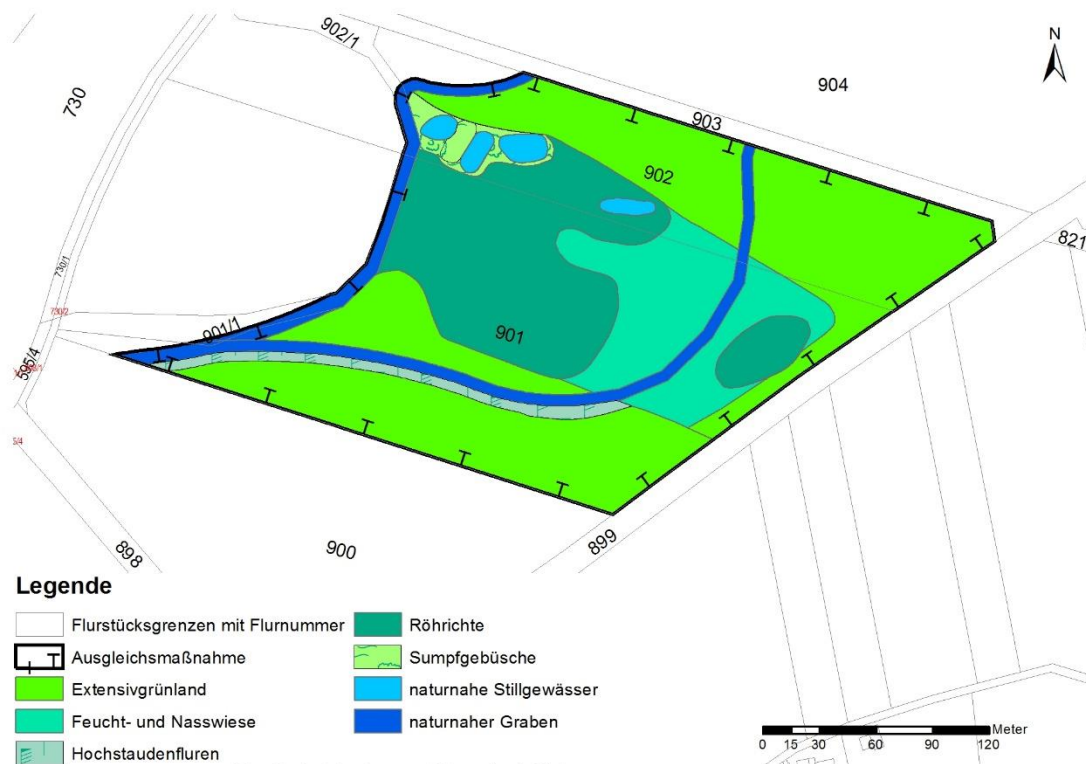 902/1
N
904
730
903
902
821
730/1
730/2
901/1
901
595/4
898
900
899
Legende
Flurstücksgrenzen mit Flurnummer
Ausgleichsmaßnahme
Extensivgrünland
Feucht- und Nasswiese
Hochstaudenfluren
Röhrichte
Sumpfgebüsche
naturnahe Stillgewässer
naturnaher Graben
Meter
0 15 30 60 90 120